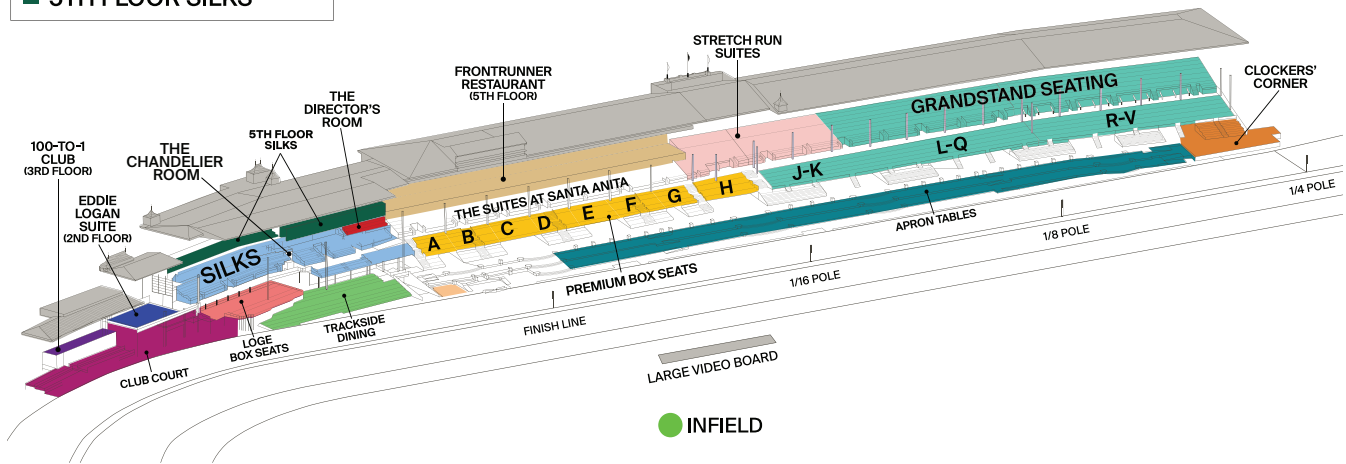 5TH FLOOR SILKS
STRETCH RUN
SUITES
FRONTRUNNER
RESTAURANT
(5TH FLOOR)
CLOCKERS'
CORNER
GRANDSTAND SEATING
THE
DIRECTOR'S
ROOM
5TH FLOOR
SILKS
THE
CHANDELIER
ROOM
100-TO-1
CLUB
(3RD FLOOR)
EDDIE
LOGAN
SUITE
(2ND FLOOR)
R-V
L-Q
J-K
THE SUITES AT SANTA ANITA
A B C D E F G H
SILKS
1/4 POLE
APRON TABLES
1/8 POLE
PREMIUM BOX SEATS
1/16 POLE
FINISH LINE
TRACKSIDE
DINING
LOGE
BOX SEATS
CLUB COURT
LARGE VIDEO BOARD
INFIELD